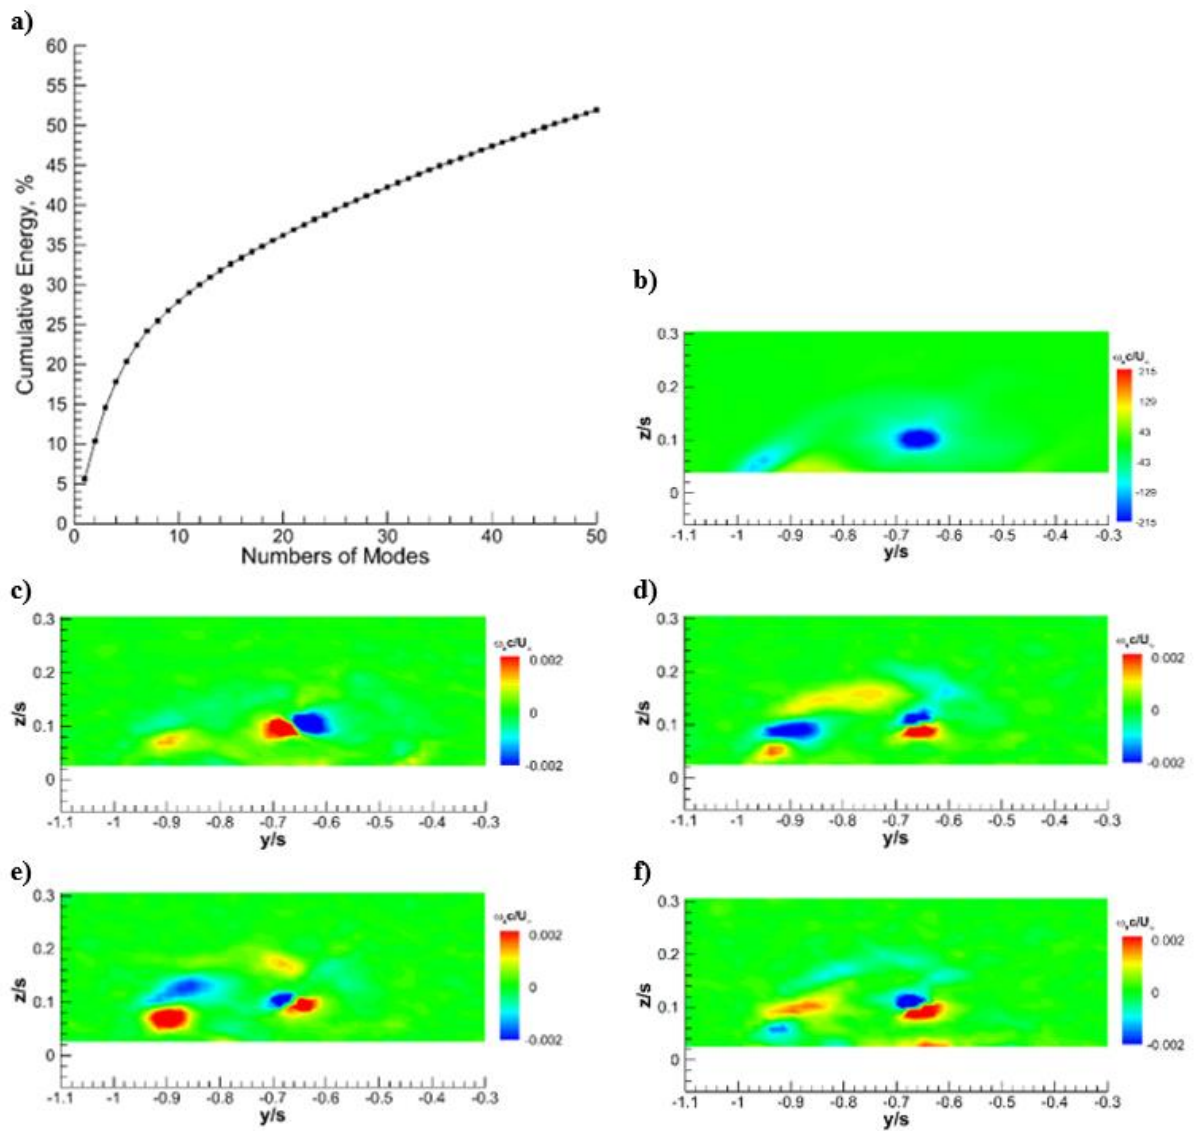 a)
60
55
50
45
40
35
30
25
20
15
10
5
0
Cumulative Energy, %
0 10 20 30 40 50
Numbers of Modes
b)
0.3
0.2
0.1
0
z/s
-1.1 -1 -0.9 -0.8 -0.7 -0.6 -0.5 -0.4 -0.3
y/s
ωₓc/U∞
215
129
43
-43
-129
-215
c)
0.3
0.2
0.1
0
z/s
-1.1 -1 -0.9 -0.8 -0.7 -0.6 -0.5 -0.4 -0.3
y/s
ωₓc/U∞
0.002
0
-0.002
d)
0.3
0.2
0.1
0
z/s
-1.1 -1 -0.9 -0.8 -0.7 -0.6 -0.5 -0.4 -0.3
y/s
ωₓc/U∞
0.002
0
-0.002
e)
0.3
0.2
0.1
0
z/s
-1.1 -1 -0.9 -0.8 -0.7 -0.6 -0.5 -0.4 -0.3
y/s
ωₓc/U∞
0.002
0
-0.002
f)
0.3
0.2
0.1
0
z/s
-1.1 -1 -0.9 -0.8 -0.7 -0.6 -0.5 -0.4 -0.3
y/s
ωₓc/U∞
0.002
0
-0.002